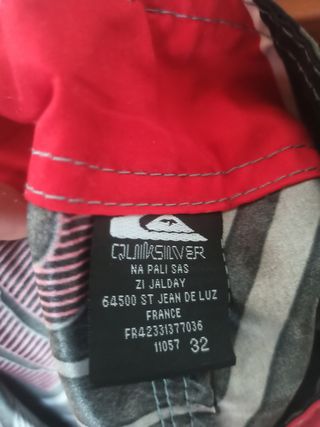 QUIKSILVER
NA PALI SAS
ZI JALDAY
64500 ST JEAN DE LUZ
FRANCE
FR42331377036
11057 32